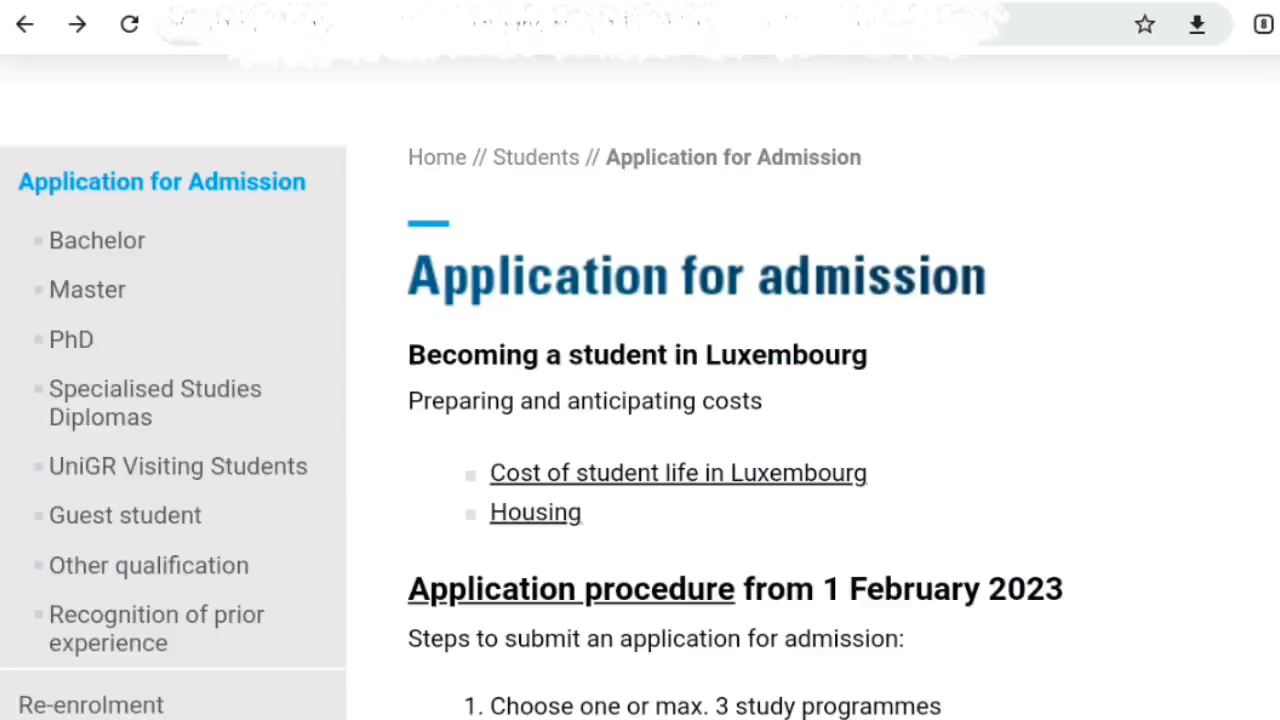 8
Home // Students // Application for Admission
Application for Admission
Bachelor
Master
PhD
Specialised Studies
Diplomas
UniGR Visiting Students
Guest student
Other qualification
Recognition of prior
experience
Re-enrolment
Application for admission
Becoming a student in Luxembourg
Preparing and anticipating costs
Cost of student life in Luxembourg
Housing
Application procedure from 1 February 2023
Steps to submit an application for admission:
1. Choose one or max. 3 study programmes